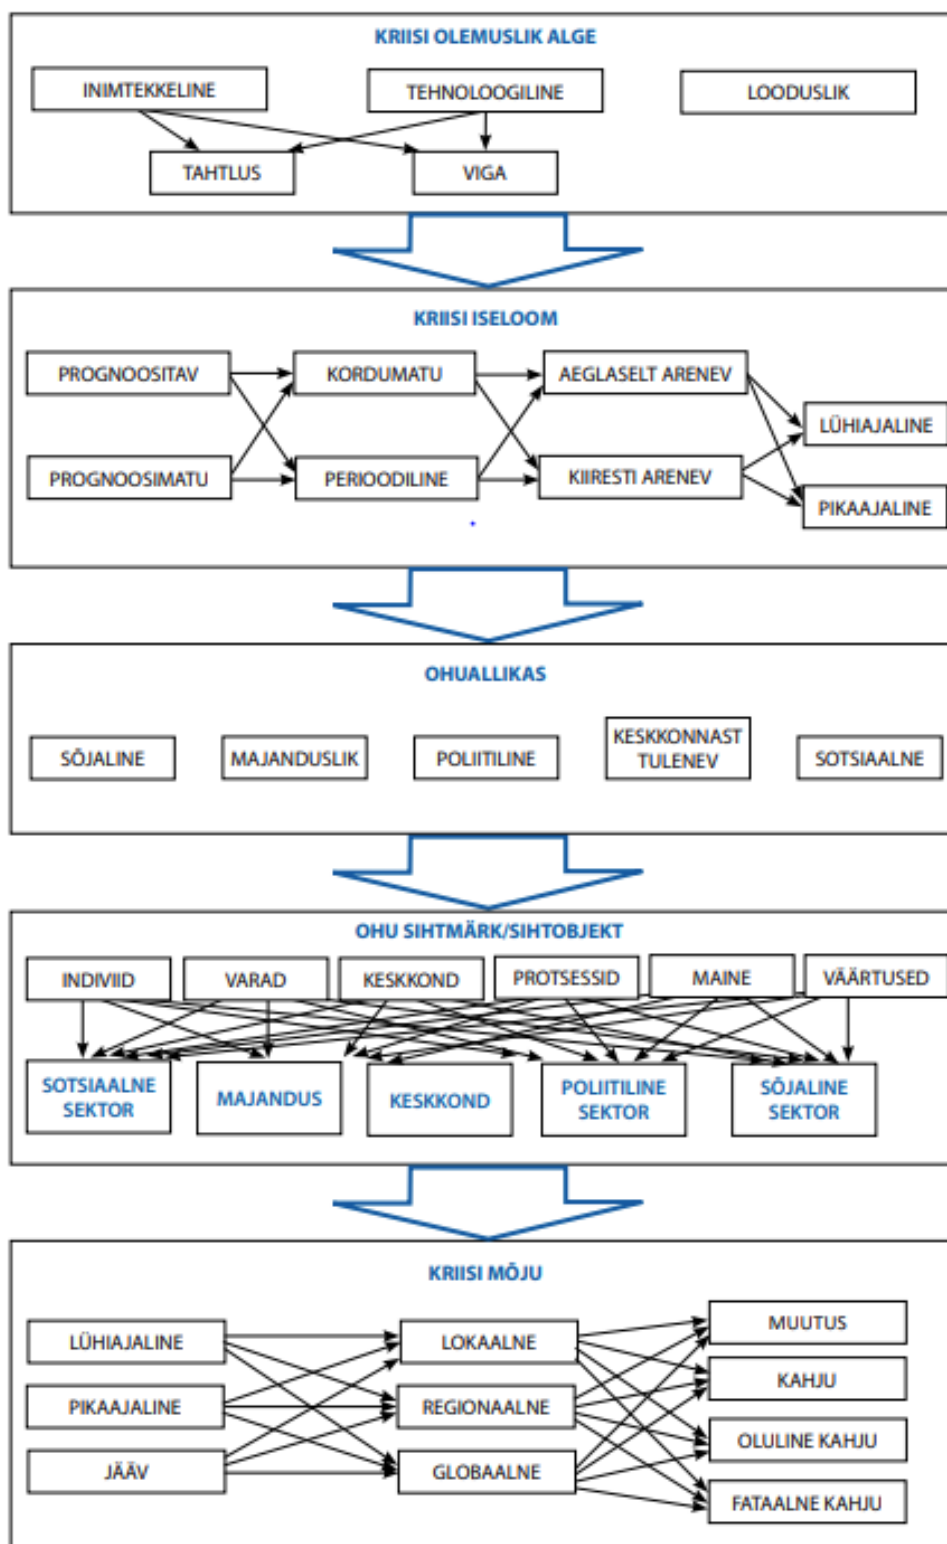 KRIISI OLEMUSLIK ALGE
INIMTEKKELINE
TEHNOLOOGILINE
LOODUSLIK
TAHTLUS
VIGA
KRIISI ISELOOM
PROGNOOSITAV
KORDUMATU
AEGLASELT ARENEV
LÜHIAJALINE
PROGNOOSIMATU
PERIOODILINE
KIIRESTI ARENEV
PIKAAJALINE
OHUALLIKAS
SÕJALINE
MAJANDUSLIK
POLIITILINE
KESKKONNAST
TULENEV
SOTSIAALNE
OHU SIHTMÄRK/SIHTOBJEKT
INDIVIID
VARAD
KESKKOND
PROTSESSID
MAINE
VÄÄRTUSED
SOTSIAALNE
SEKTOR
MAJANDUS
KESKKOND
POLIITILINE
SEKTOR
SÕJALINE
SEKTOR
KRIISI MÕJU
LÜHIAJALINE
LOKAALNE
MUUTUS
KAHJU
PIKAAJALINE
REGIONAALNE
OLULINE KAHJU
JÄÄV
GLOBAALNE
FATAALNE KAHJU